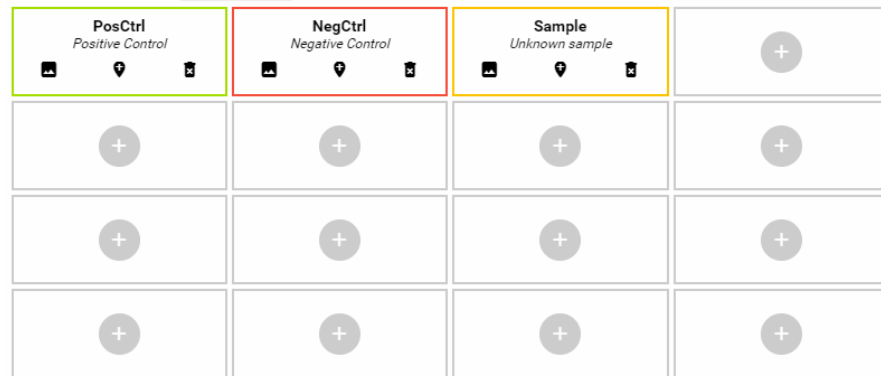 PosCtrl
Positive Control
NegCtrl
Negative Control
Sample
Unknown sample